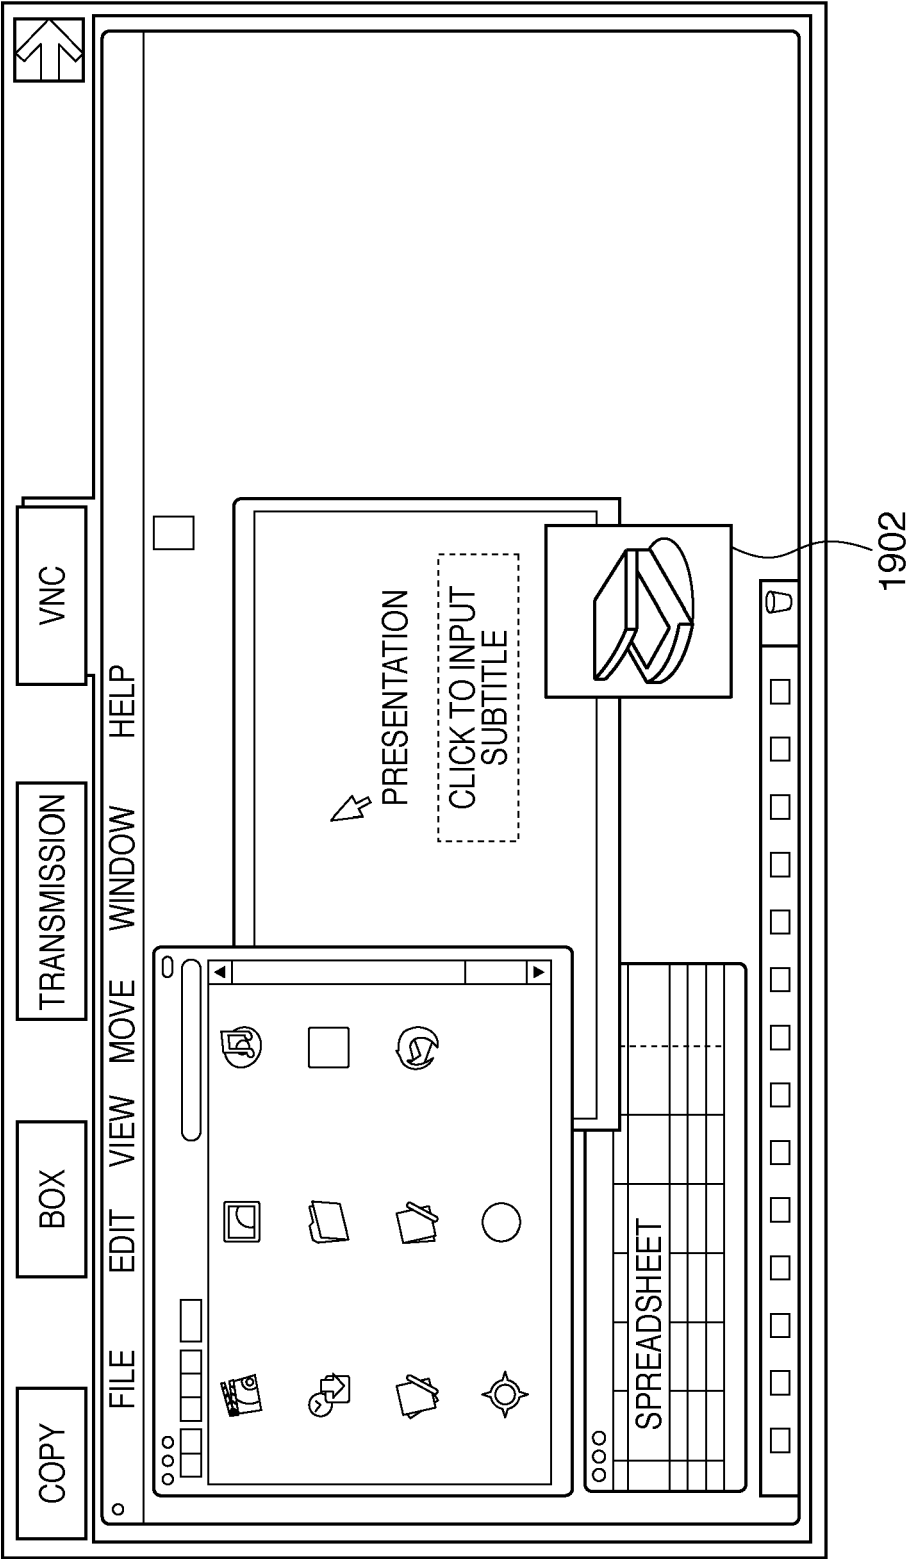 COPY
BOX
TRANSMISSION
VNC
FILE
EDIT
VIEW
MOVE
WINDOW
HELP
PRESENTATION
CLICK TO INPUT
SUBTITLE
SPREADSHEET
1902